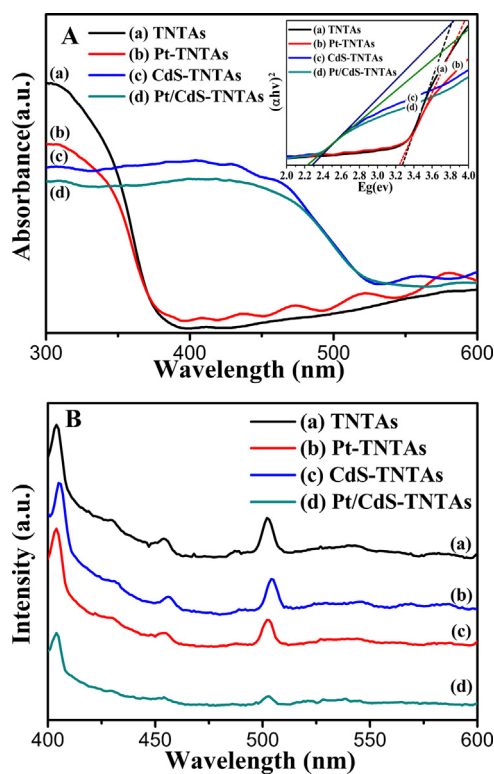 A
(a) TNTAs
(b) Pt-TNTAs
(c) CdS-TNTAs
(d) Pt/CdS-TNTAs
(a)
(b)
(c)
(d)
Absorbance(a.u.)
300 400 500 600
Wavelength (nm)
(a) TNTAs
(b) Pt-TNTAs
(c) CdS-TNTAs
(d) Pt/CdS-TNTAs
(a)
(b)
(c)
(d)
(αhv)²
2.0 2.2 2.4 2.6 2.8 3.0 3.2 3.4 3.6 3.8 4.0
Eg(ev)
B
(a) TNTAs
(b) Pt-TNTAs
(c) CdS-TNTAs
(d) Pt/CdS-TNTAs
(a)
(b)
(c)
(d)
Intensity (a.u.)
400 450 500 550 600
Wavelength (nm)